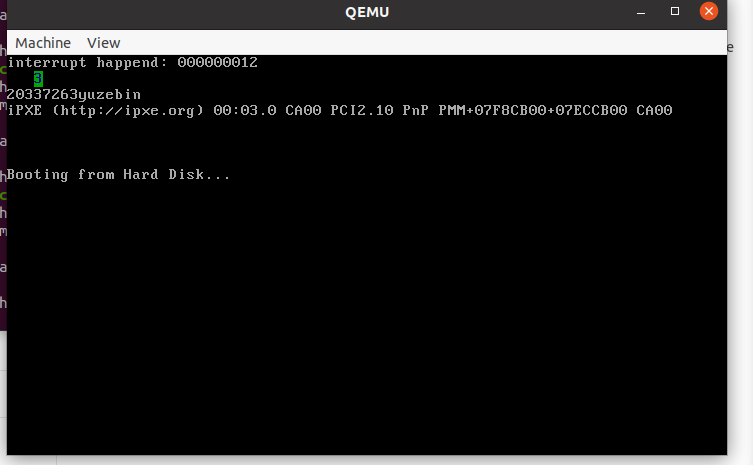 QEMU
Machine View
interrupt happend: 000000012
3
20337263yuzebin
iPXE (http://ipxe.org) 00:03.0 CA00 PCI2.10 PnP PMM+07F8CB00+07ECCB00 CA00
Booting from Hard Disk...